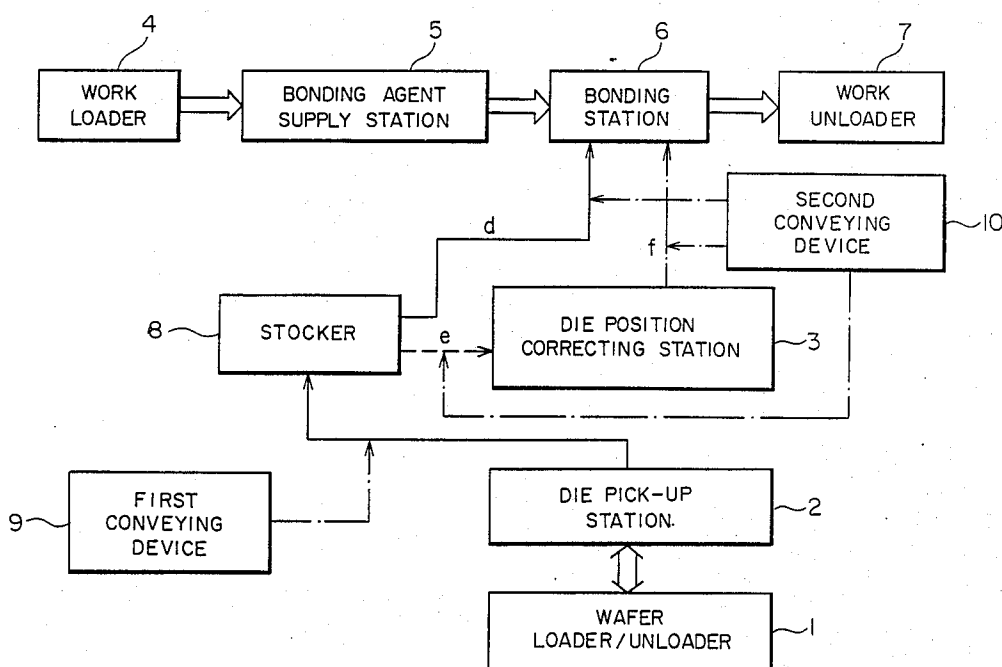 4
5
6
7
WORK
LOADER
BONDING AGENT
SUPPLY STATION
BONDING
STATION
WORK
UNLOADER
SECOND
CONVEYING
DEVICE
10
d
f
8
STOCKER
e
DIE POSITION
CORRECTING STATION
3
9
FIRST
CONVEYING
DEVICE
DIE PICK-UP
STATION.
2
WAFER
LOADER/UNLOADER
1